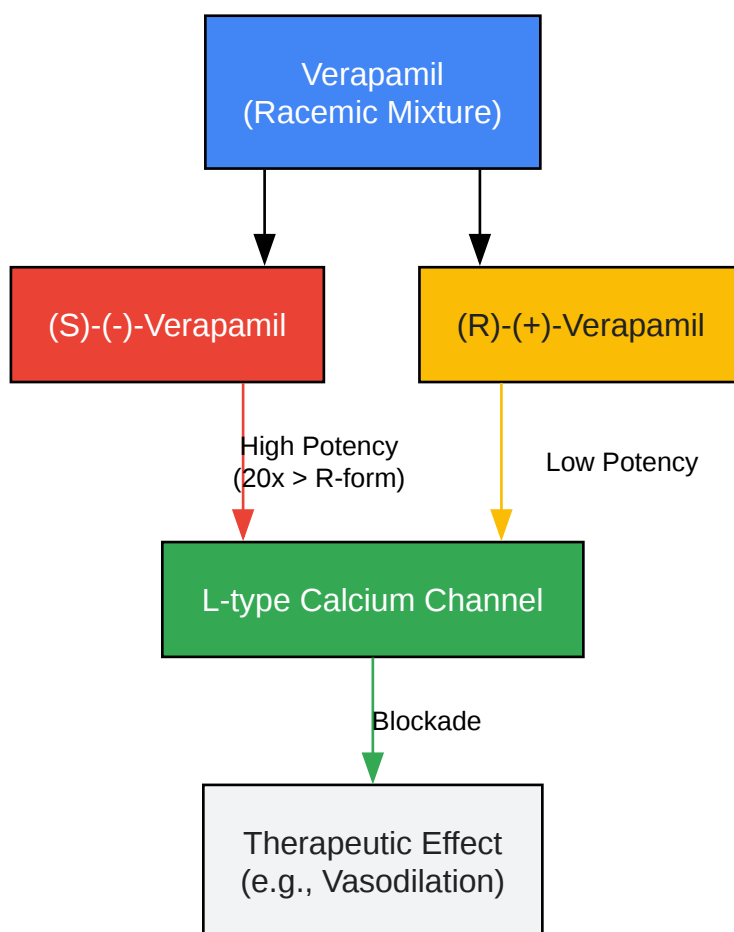 Verapamil
(Racemic Mixture)
(S)-(-)-Verapamil
(R)-(+)-Verapamil
High Potency
(20x > R-form)
Low Potency
L-type Calcium Channel
Blockade
Therapeutic Effect
(e.g., Vasodilation)